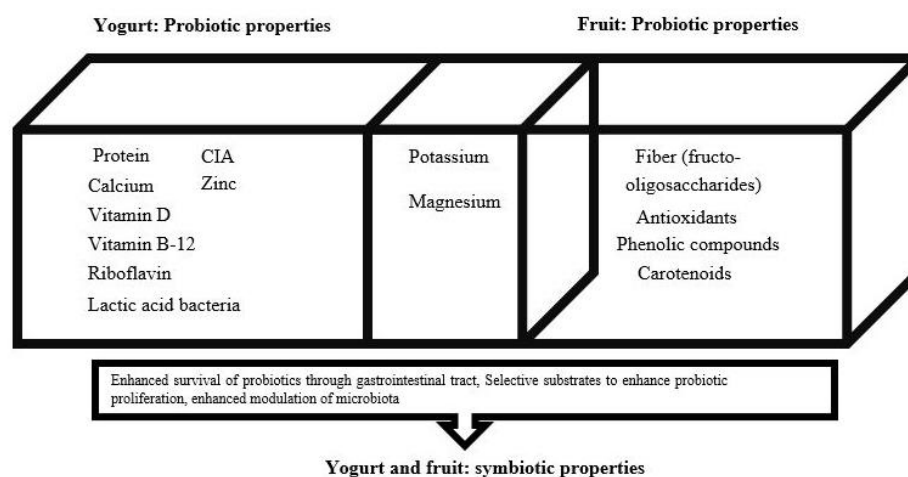 Yogurt: Probiotic properties
Fruit: Probiotic properties
Protein
CIA
Calcium
Zinc
Vitamin D
Vitamin B-12
Riboflavin
Lactic acid bacteria
Potassium
Magnesium
Fiber (fructo-
oligosaccharides)
Antioxidants
Phenolic compounds
Carotenoids
Enhanced survival of probiotics through gastrointestinal tract, Selective substrates to enhance probiotic
proliferation, enhanced modulation of microbiota
Yogurt and fruit: symbiotic properties